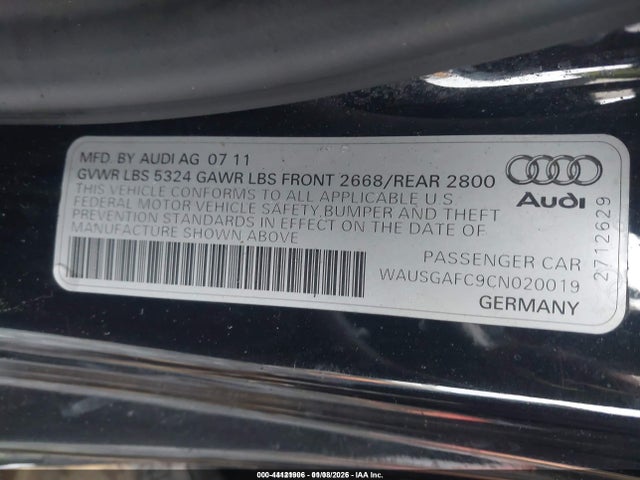 MFD. BY AUDI AG 07 11
GVWR LBS 5324 GAWR LBS FRONT 2668/REAR 2800
THIS VEHICLE CONFORMS TO ALL APPLICABLE U S
FEDERAL MOTOR VEHICLE SAFETY, BUMPER AND THEFT
PREVENTION STANDARDS IN EFFECT ON THE DATE OF
MANUFACTURE SHOWN ABOVE
Audi
PASSENGER CAR
WAUSGAFC9CN020019
GERMANY
2712629
000-44121906 - 01/08/2026 - IAA Inc.